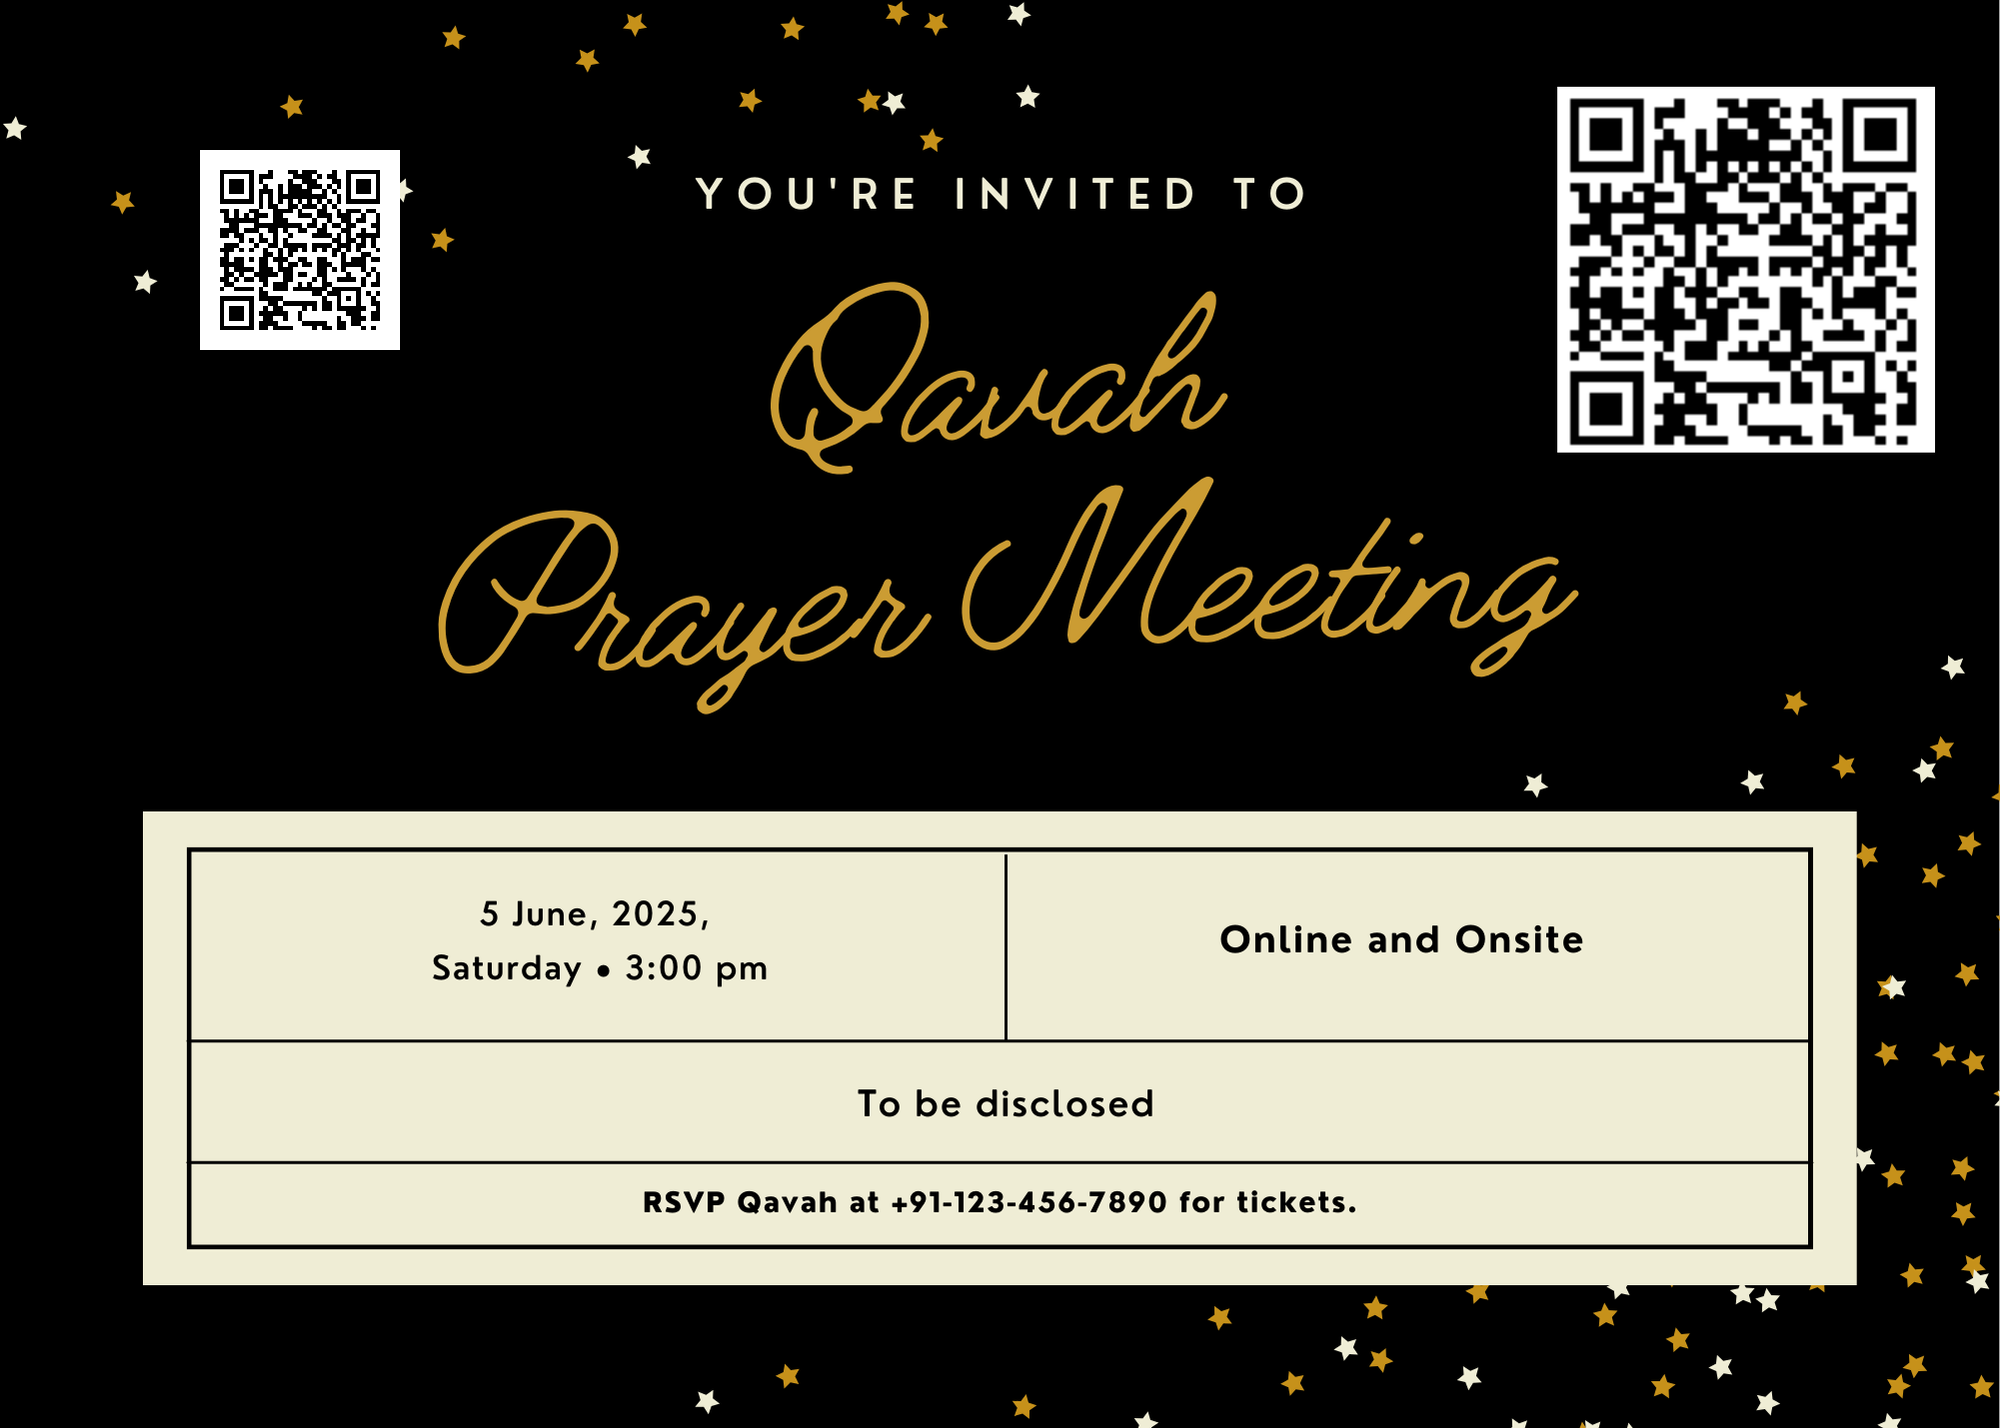 YOU'RE INVITED TO
Qavah
Prayer Meeting
5 June, 2025,
Saturday • 3:00 pm
Online and Onsite
To be disclosed
RSVP Qavah at +91-123-456-7890 for tickets.